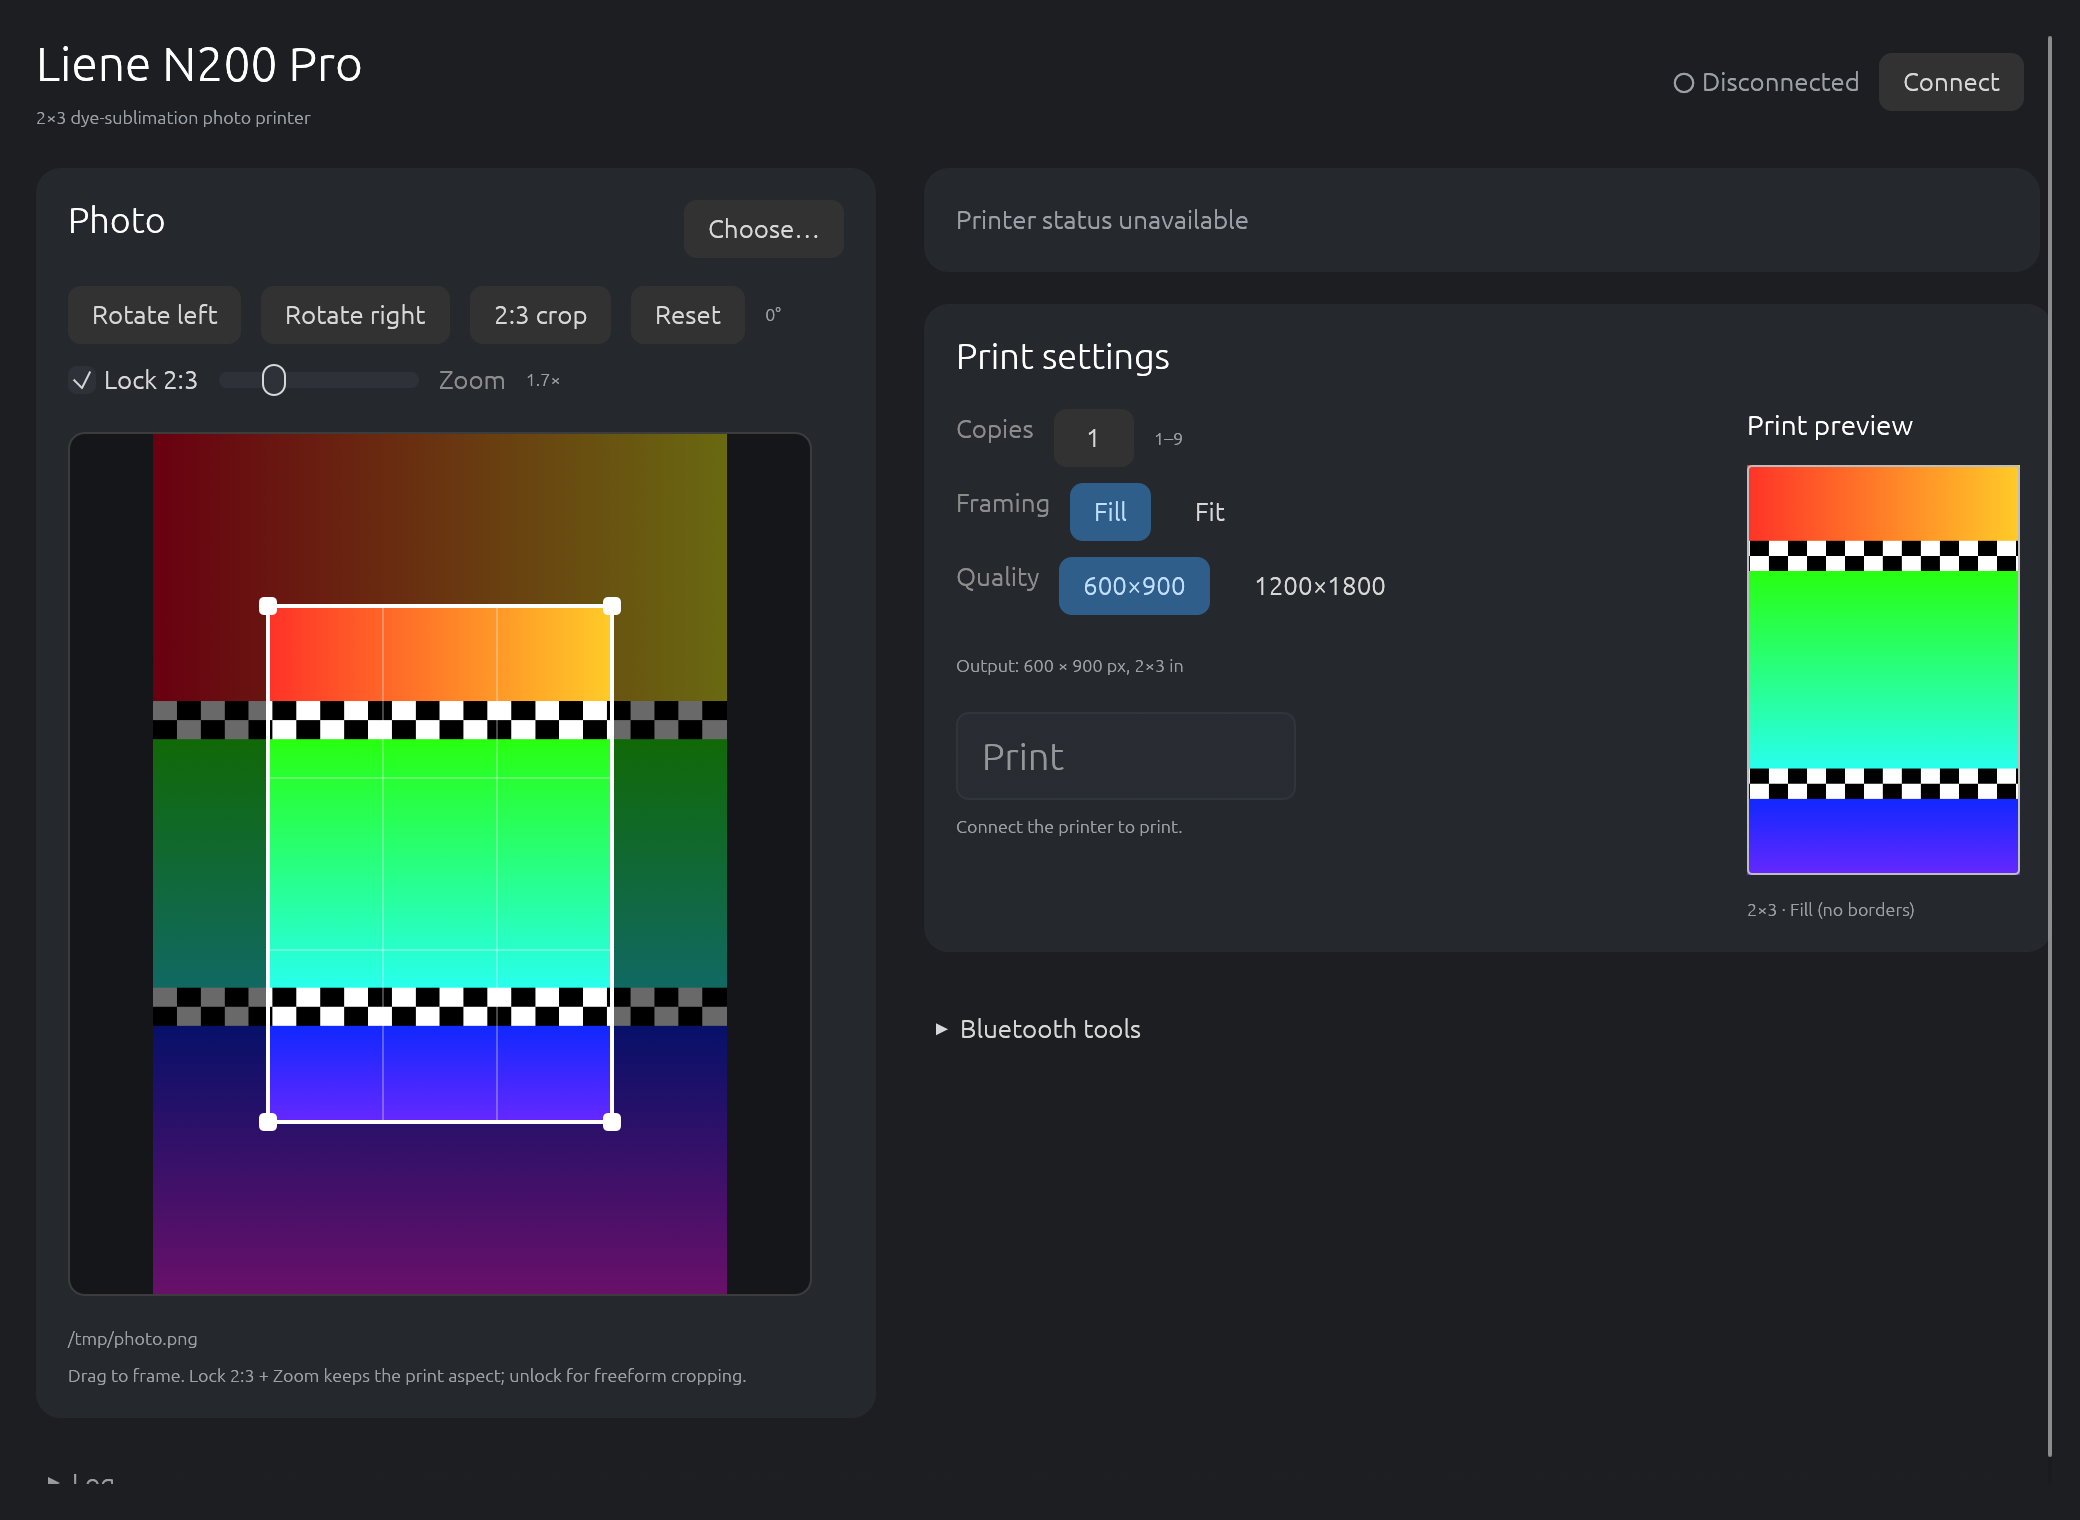 Liene N200 Pro
2×3 dye-sublimation photo printer
Disconnected
Connect
Photo
Choose…
Rotate left
Rotate right
2:3 crop
Reset
0°
Lock 2:3
Zoom
1.7×
/tmp/photo.png
Drag to frame. Lock 2:3 + Zoom keeps the print aspect; unlock for freeform cropping.
Printer status unavailable
Print settings
Copies
1
1–9
Framing
Fill
Fit
Quality
600×900
1200×1800
Output: 600 × 900 px, 2×3 in
Print
Connect the printer to print.
Print preview
2×3 · Fill (no borders)
Bluetooth tools
Log